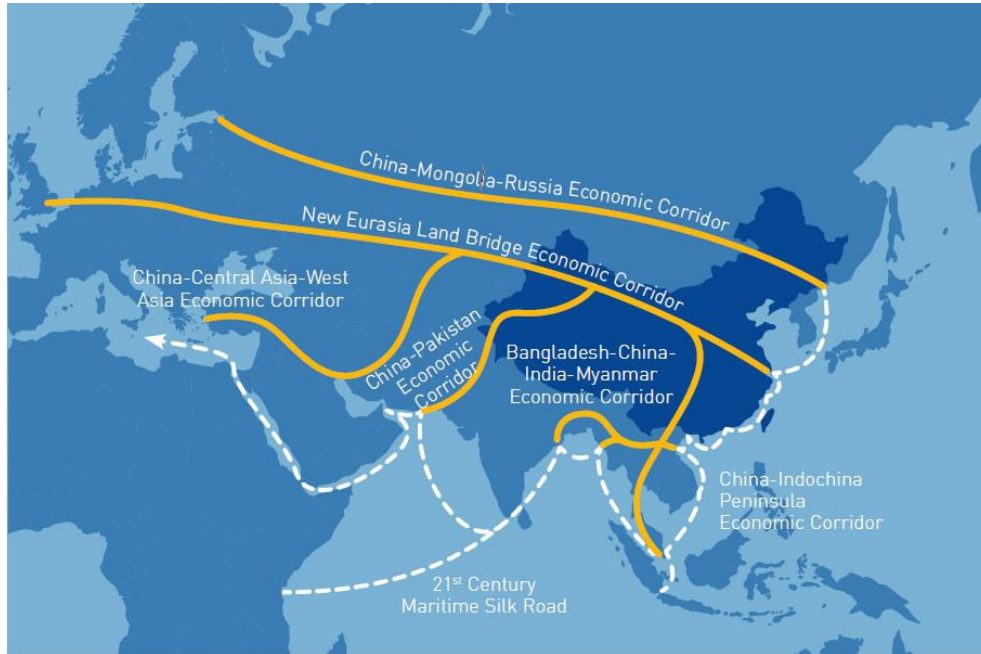 China-Mongolia-Russia Economic Corridor
New Eurasia Land Bridge Economic Corridor
China-Central Asia-West
Asia Economic Corridor
China-Pakistan
Economic
Corridor
Bangladesh-China-
India-Myanmar
Economic Corridor
China-Indochina
Peninsula
Economic Corridor
21st Century
Maritime Silk Road